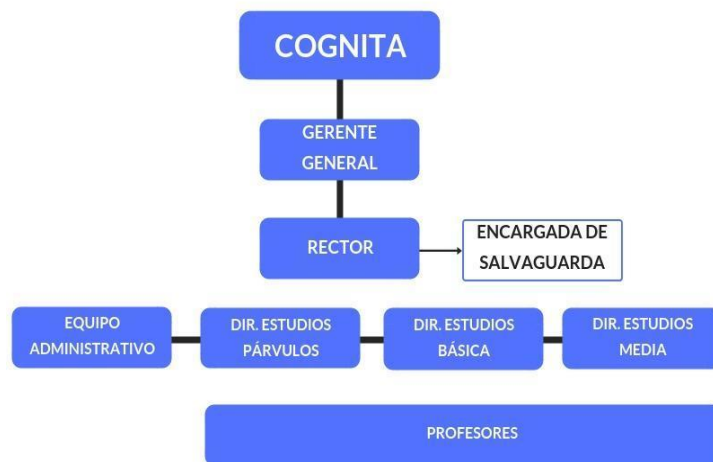 COGNITA
GERENTE
GENERAL
RECTOR
ENCARGADA DE
SALVAGUARDA
EQUIPO
ADMINISTRATIVO
DIR. ESTUDIOS
PÁRVULOS
DIR. ESTUDIOS
BÁSICA
DIR. ESTUDIOS
MEDIA
PROFESORES